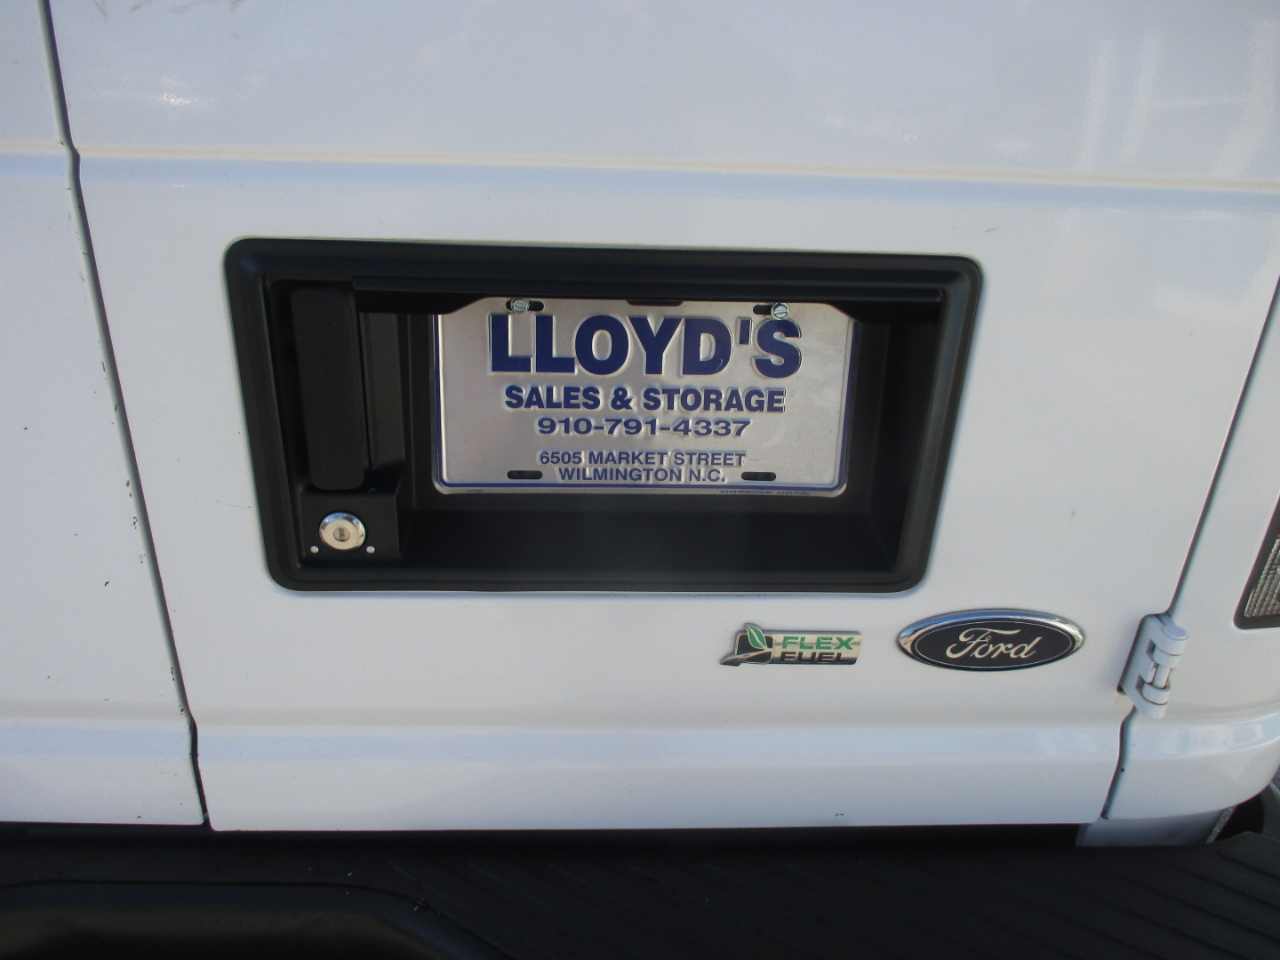 LLOYD'S
SALES & STORAGE
910-791-4337
6505 MARKET STREET
WILMINGTON N.C.
FLEX
FUEL
Ford